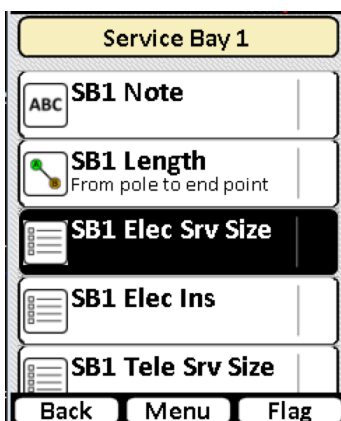 Service Bay 1
ABC SB1 Note
A B SB1 Length
From pole to end point
SB1 Elec Srv Size
SB1 Elec Ins
SB1 Tele Srv Size
Back Menu Flag